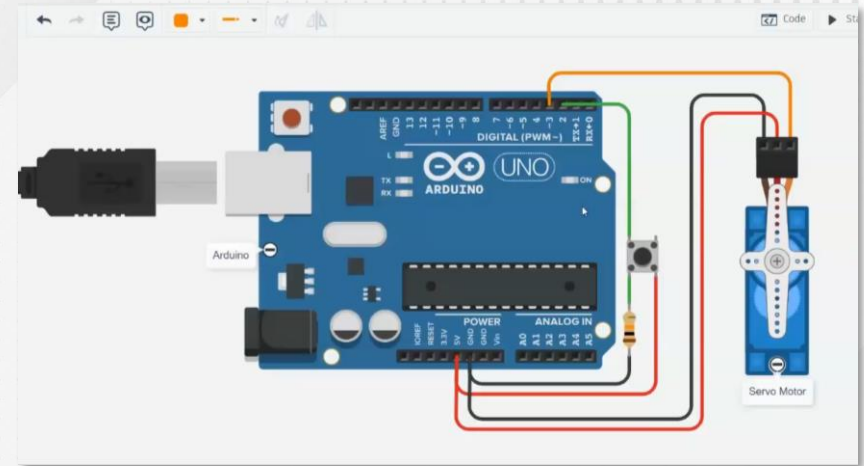 Code
St
AREF
GND
13
12
~11
~10
~9
8
7
~6
~5
4
~3
2
TX→1
RX←0
DIGITAL (PWM~)
L
TX
RX
UNO
ARDUINO
ON
Arduino
POWER
ANALOG IN
IOREF
RESET
3.3V
5V
GND
GND
Vin
A0
A1
A2
A3
A4
A5
Servo Motor